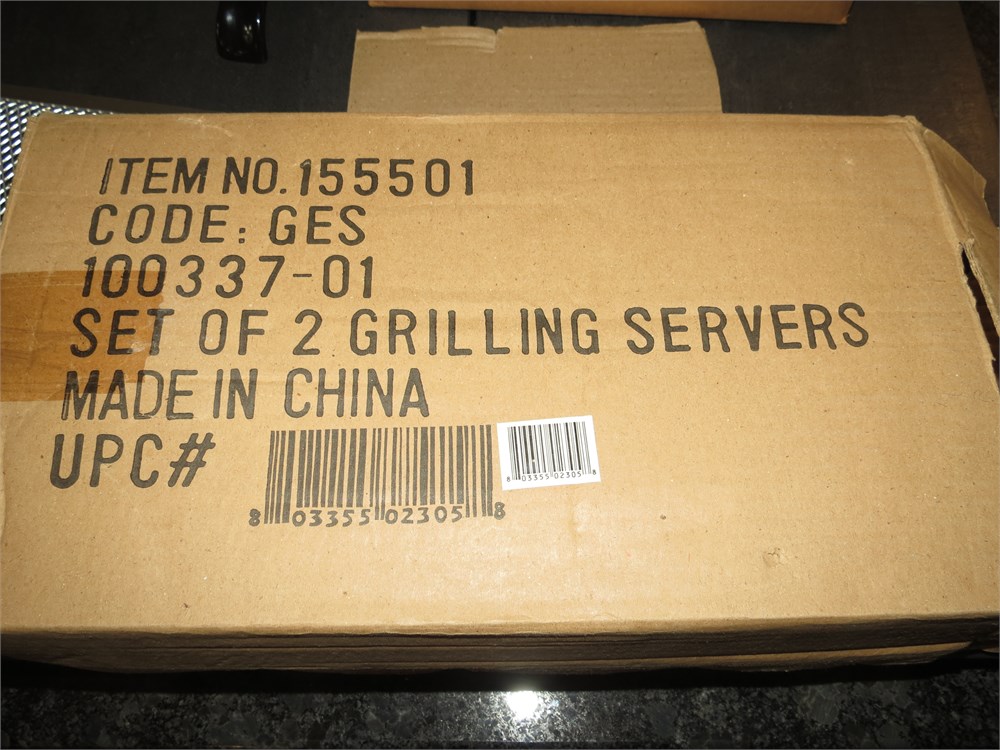 ITEM NO. 155501
CODE: GES
100337-01
SET OF 2 GRILLING SERVERS
MADE IN CHINA
UPC#
8 03355 02305 8
8 03355 02305 8